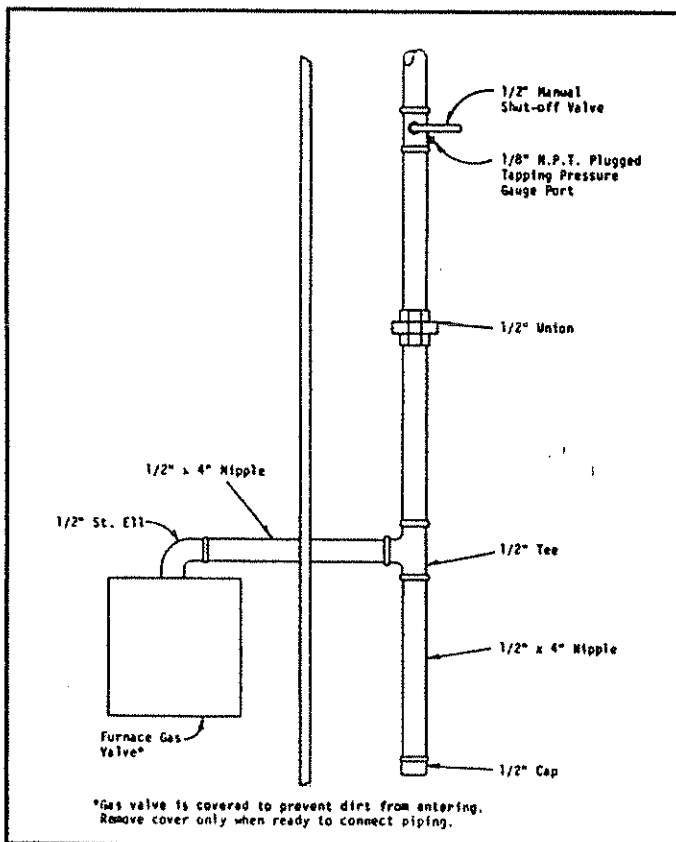 1/2" Manual
Shut-off Valve
1/8" N.P.T. Plugged
Tapping Pressure
Gauge Port
1/2" Union
1/2" x 4" Nipple
1/2" St. Ell
1/2" Tee
1/2" x 4" Nipple
Furnace Gas
Valve*
1/2" Cap
*Gas valve is covered to prevent dirt from entering.
Remove cover only when ready to connect piping.